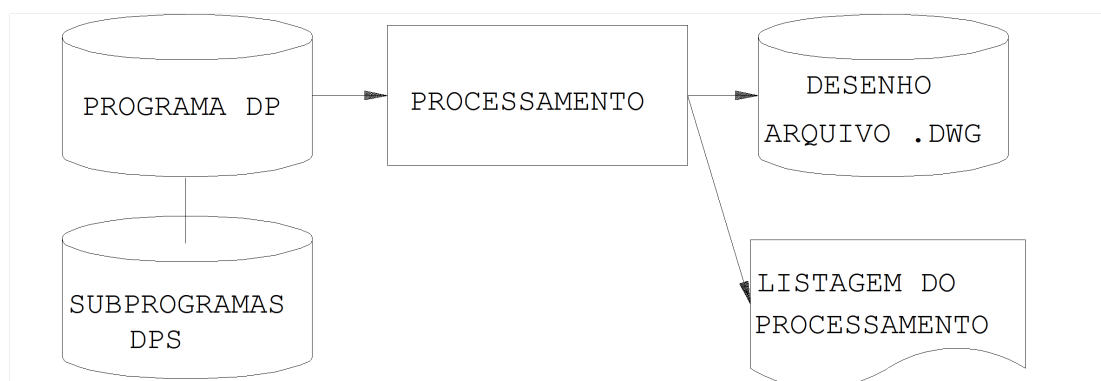 PROGRAMA DP
PROCESSAMENTO
DESENHO
ARQUIVO .DWG
SUBPROGRAMAS
DPS
LISTAGEM DO
PROCESSAMENTO